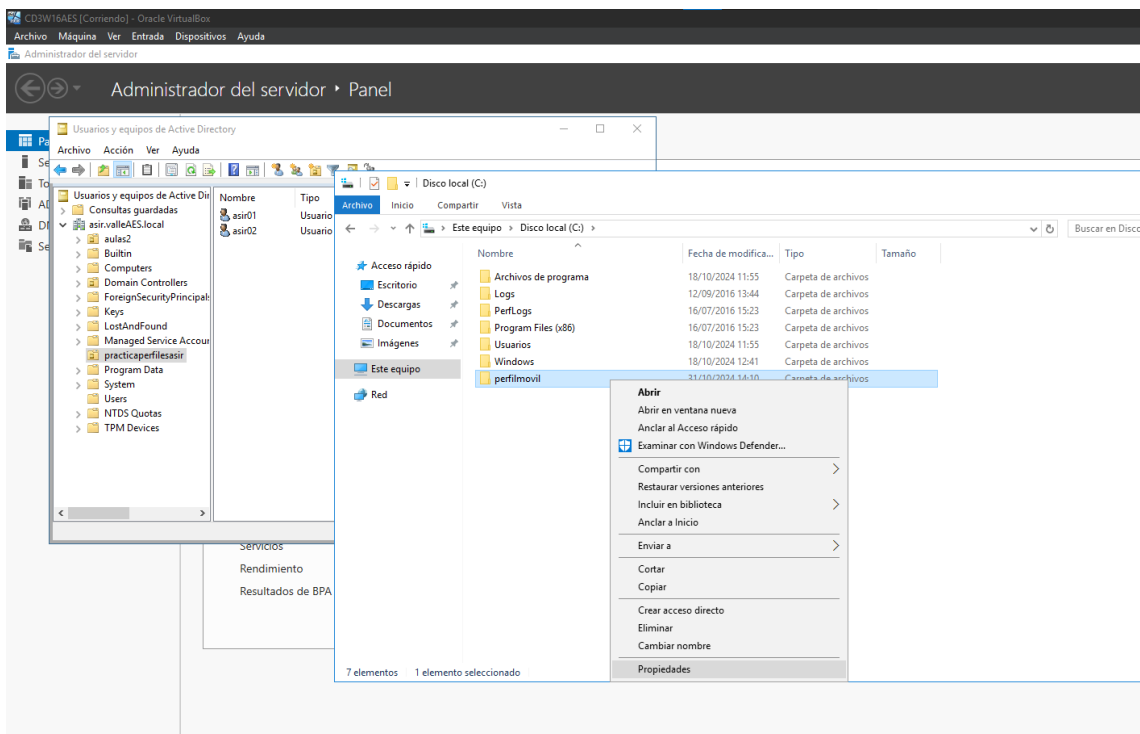 CD3W16AES [Corriendo] - Oracle VirtualBox
Archivo Máquina Ver Entrada Dispositivos Ayuda
Administrador del servidor
Administrador del servidor ‣ Panel
Usuarios y equipos de Active Directory
Archivo Acción Ver Ayuda
Usuarios y equipos de Active Dir
Consultas guardadas
asir.valleAES.local
aulas2
Builtin
Computers
Domain Controllers
ForeignSecurityPrincipals
Keys
LostAndFound
Managed Service Accour
practicaperfilesasir
Program Data
System
Users
NTDS Quotas
TPM Devices
Nombre Tipo
asir01 Usuario
asir02 Usuario
Servicios
Rendimiento
Resultados de BPA
Disco local (C:)
Archivo Inicio Compartir Vista
Este equipo > Disco local (C:) >
Buscar en Disco
Acceso rápido
Escritorio
Descargas
Documentos
Imágenes
Este equipo
Red
Nombre Fecha de modifica... Tipo Tamaño
Archivos de programa 18/10/2024 11:55 Carpeta de archivos
Logs 12/09/2016 13:44 Carpeta de archivos
PerfLogs 16/07/2016 15:23 Carpeta de archivos
Program Files (x86) 16/07/2016 15:23 Carpeta de archivos
Usuarios 18/10/2024 11:55 Carpeta de archivos
Windows 18/10/2024 12:41 Carpeta de archivos
perfilmovil 31/10/2024 14:10 Carpeta de archivos
Abrir
Abrir en ventana nueva
Anclar al Acceso rápido
Examinar con Windows Defender...
Compartir con
Restaurar versiones anteriores
Incluir en biblioteca
Anclar a Inicio
Enviar a
Cortar
Copiar
Crear acceso directo
Eliminar
Cambiar nombre
Propiedades
7 elementos 1 elemento seleccionado